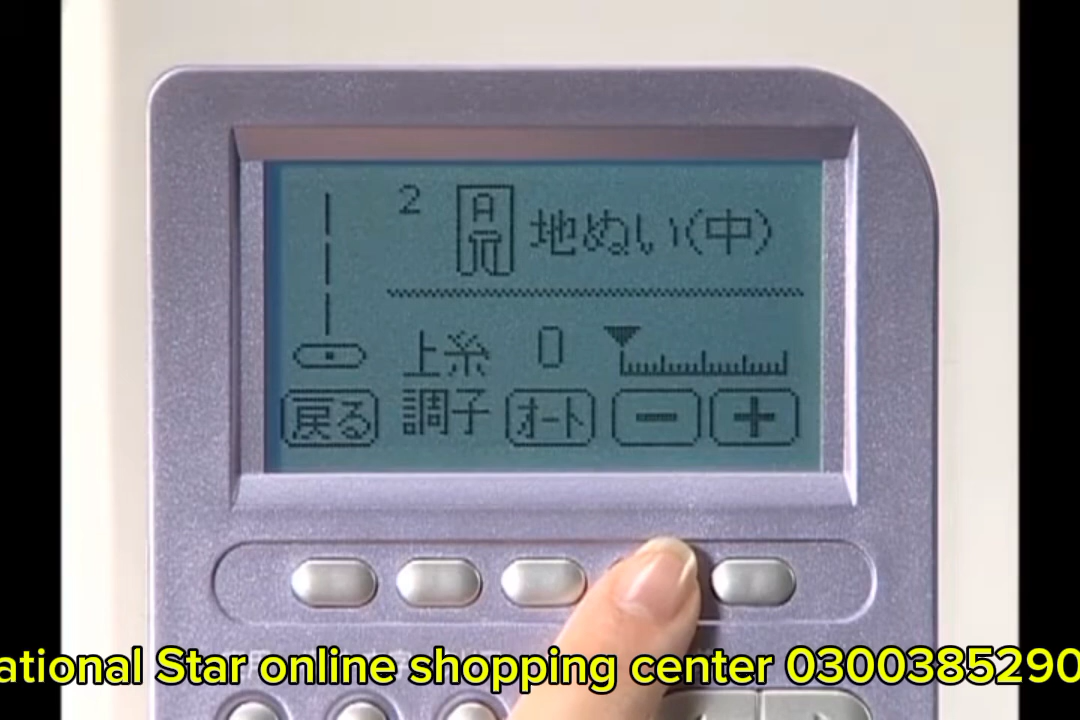 2 A 地ぬい(中)
上糸 0
戻る 調子 オート − +
ational Star online shopping center 0300385290